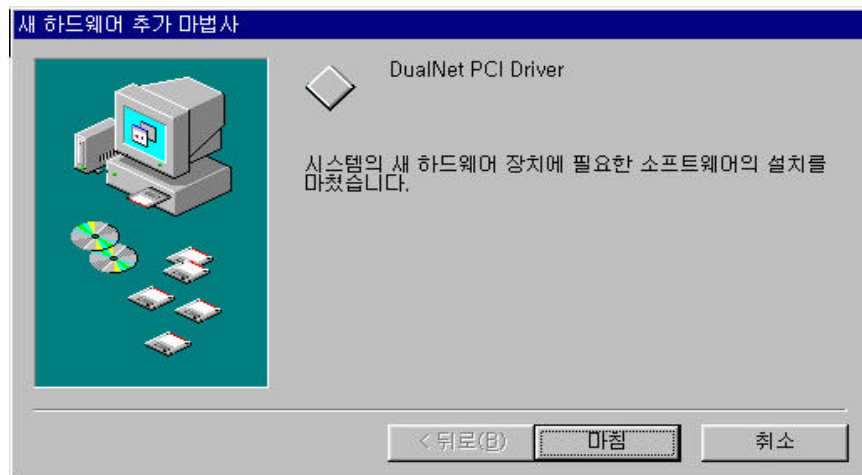 새 하드웨어 추가 마법사
DualNet PCI Driver
시스템의 새 하드웨어 장치에 필요한 소프트웨어의 설치를
마쳤습니다.
< 뒤로(B)
마침
취소